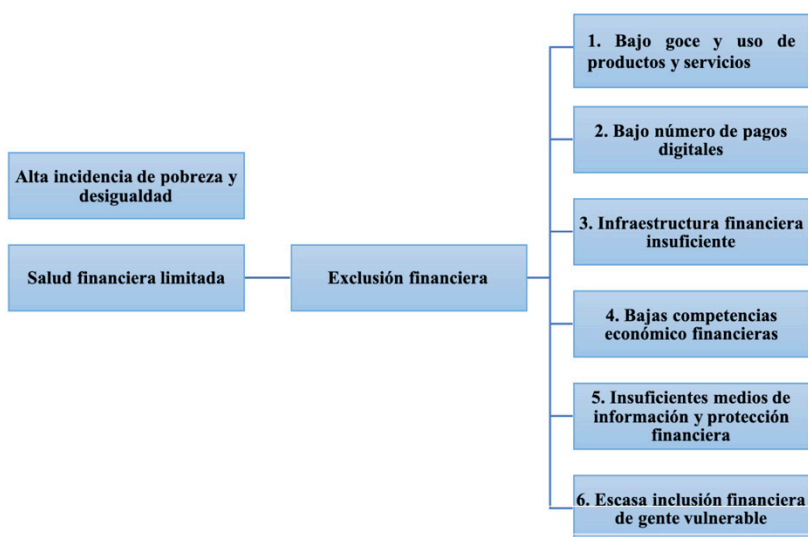 Alta incidencia de pobreza y
desigualdad
Salud financiera limitada
Exclusión financiera
1. Bajo goce y uso de
productos y servicios
2. Bajo número de pagos
digitales
3. Infraestructura financiera
insuficiente
4. Bajas competencias
económico financieras
5. Insuficientes medios de
información y protección
financiera
6. Escasa inclusión financiera
de gente vulnerable